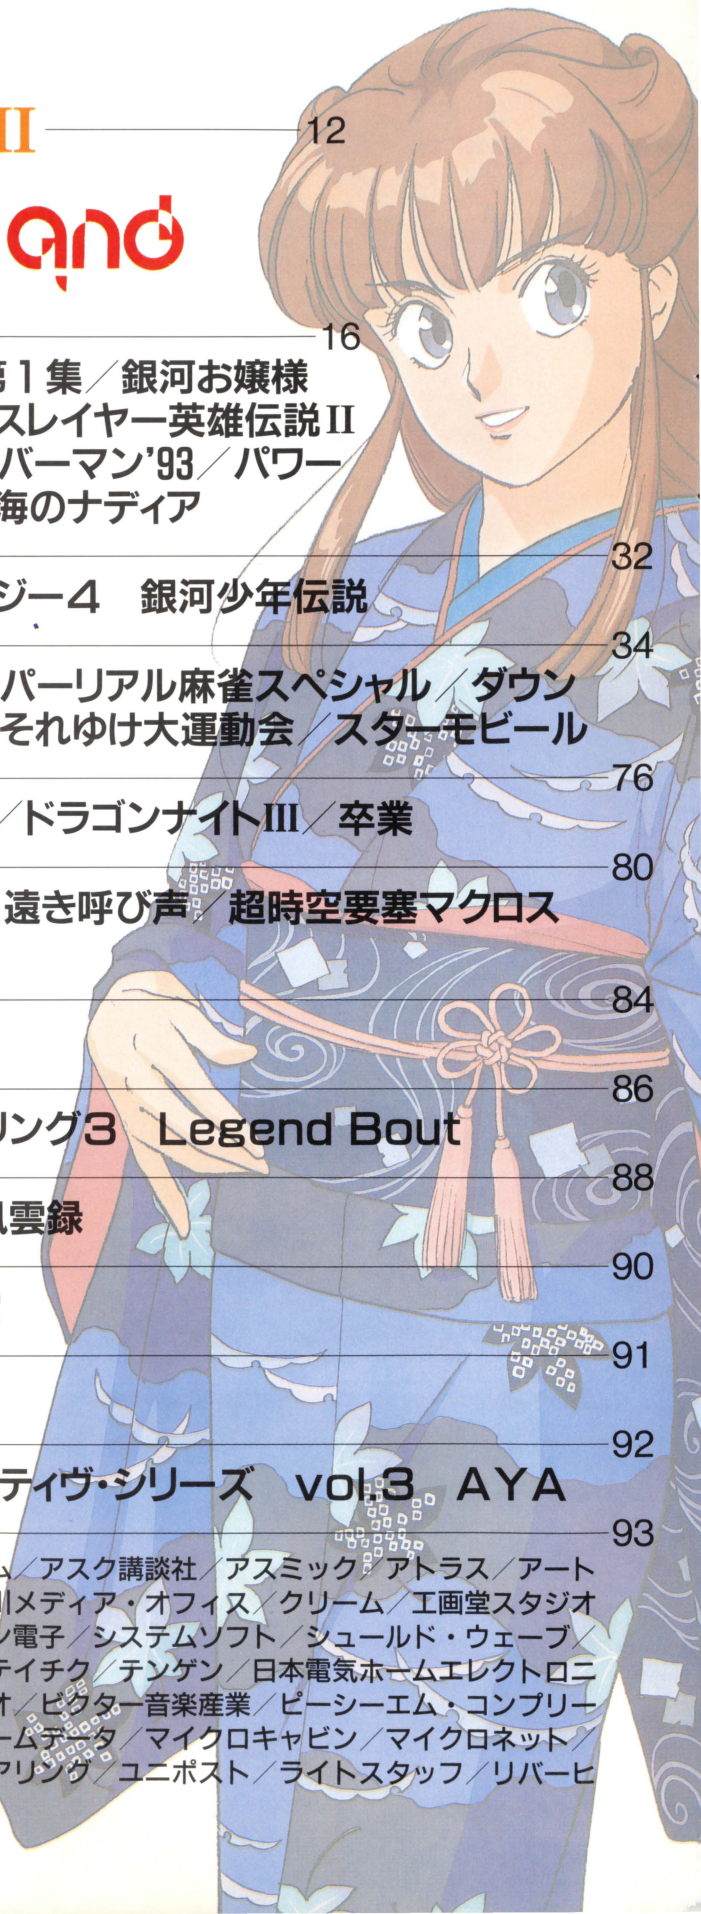 II 12
and
16
第1集／銀河お嬢様
スレイヤー英雄伝説II
バーマン'93／パワー
海のナディア
32
ジー4　銀河少年伝説
34
パーリアル麻雀スペシャル／ダウン
それゆけ大運動会／スターモビール
76
／ドラゴンナイトIII／卒業
80
遠き呼び声／超時空要塞マクロス
84
86
リング3　Legend Bout
88
雲録
90
91
92
ティヴ・シリーズ　vol.3　AYA
93
ム／アスク講談社／アスミック／アトラス／アート
川メディア・オフィス／クリーム／工画堂スタジオ
ン電子／システムソフト／シュールド・ウェーブ／
テイチク／テンゲン／日本電気ホームエレクトロニ
オ／ビクター音楽産業／ピーシーエム・コンプリー
ームデータ／マイクロキャビン／マイクロネット／
アリング／ユニポスト／ライトスタッフ／リバーヒ